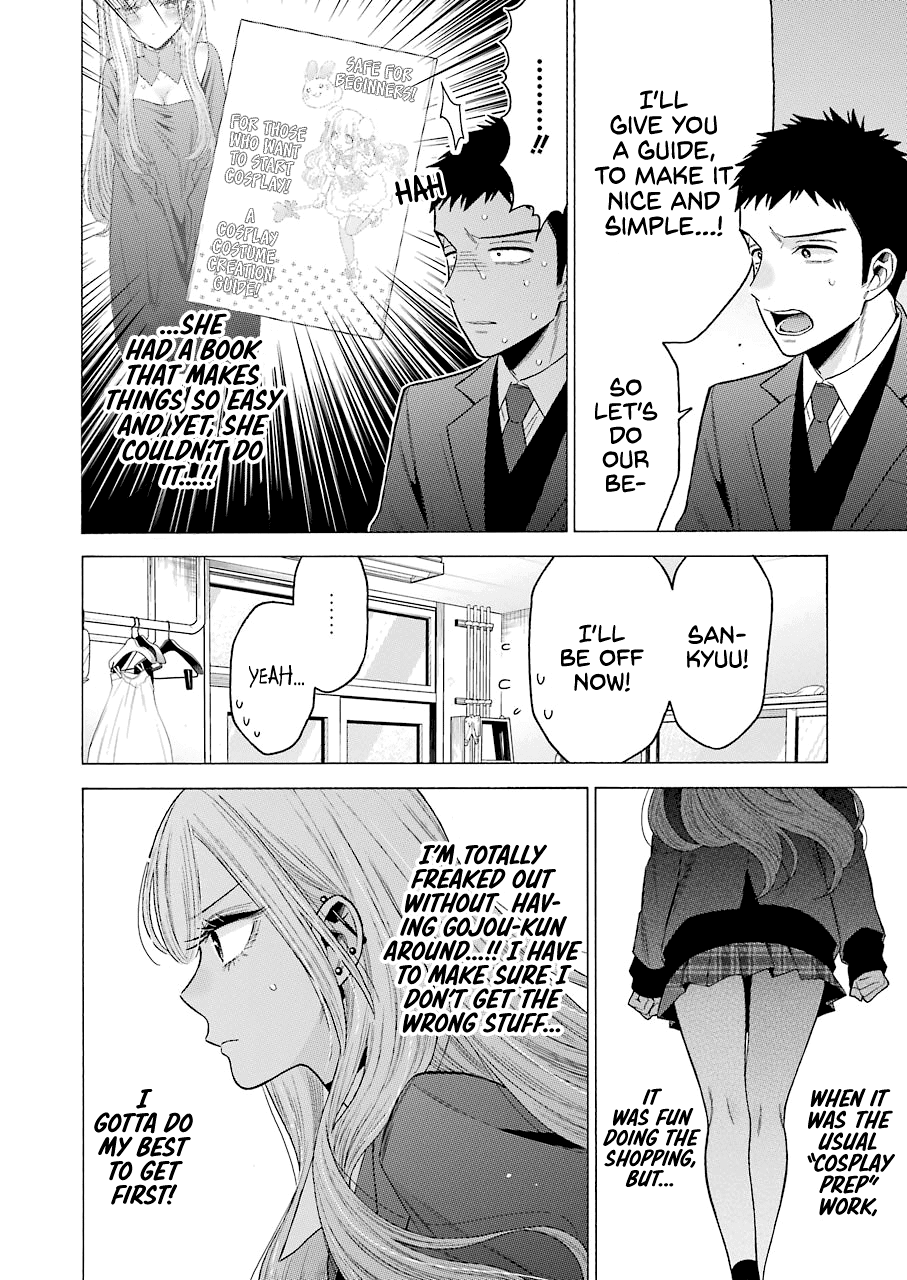 I'LL
GIVE YOU
A GUIDE,
TO MAKE IT
NICE AND
SIMPLE...!
SO
LET'S
DO
OUR
BE-
........!!
HAH
SAFE FOR
BEGINNERS!
FOR THOSE
WHO WANT
TO START
COSPLAY!
A
COSPLAY
COSTUME
CREATION
GUIDE!
...SHE
HAD A BOOK
THAT MAKES
THINGS SO EASY
AND YET, SHE
COULDN'T DO
IT...!!
SAN-
KYUU!
I'LL
BE OFF
NOW!
......
YEAH...
WHEN IT
WAS THE
USUAL
"COSPLAY
PREP"
WORK,
IT
WAS FUN
DOING THE
SHOPPING,
BUT...
I'M TOTALLY
FREAKED OUT
WITHOUT HAV-
ING GOJOU-KUN
AROUND...!! I HAVE
TO MAKE SURE I
DON'T GET THE
WRONG STUFF...
I
GOTTA DO
MY BEST
TO GET
FIRST!